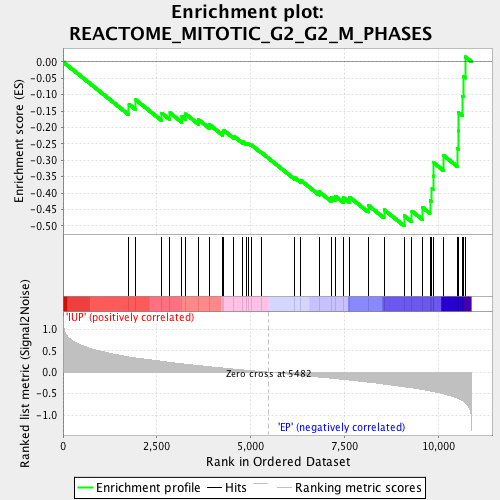 Enrichment plot:
REACTOME_MITOTIC_G2_G2_M_PHASES
Enrichment score (ES)
0.00
-0.05
-0.10
-0.15
-0.20
-0.25
-0.30
-0.35
-0.40
-0.45
-0.50
Ranked list metric (Signal2Noise)
1.0
0.5
0.0
-0.5
-1.0
'IUP' (positively correlated)
Zero cross at 5482
'EP' (negatively correlated)
0 2,500 5,000 7,500 10,000
Rank in Ordered Dataset
Enrichment profile Hits Ranking metric scores